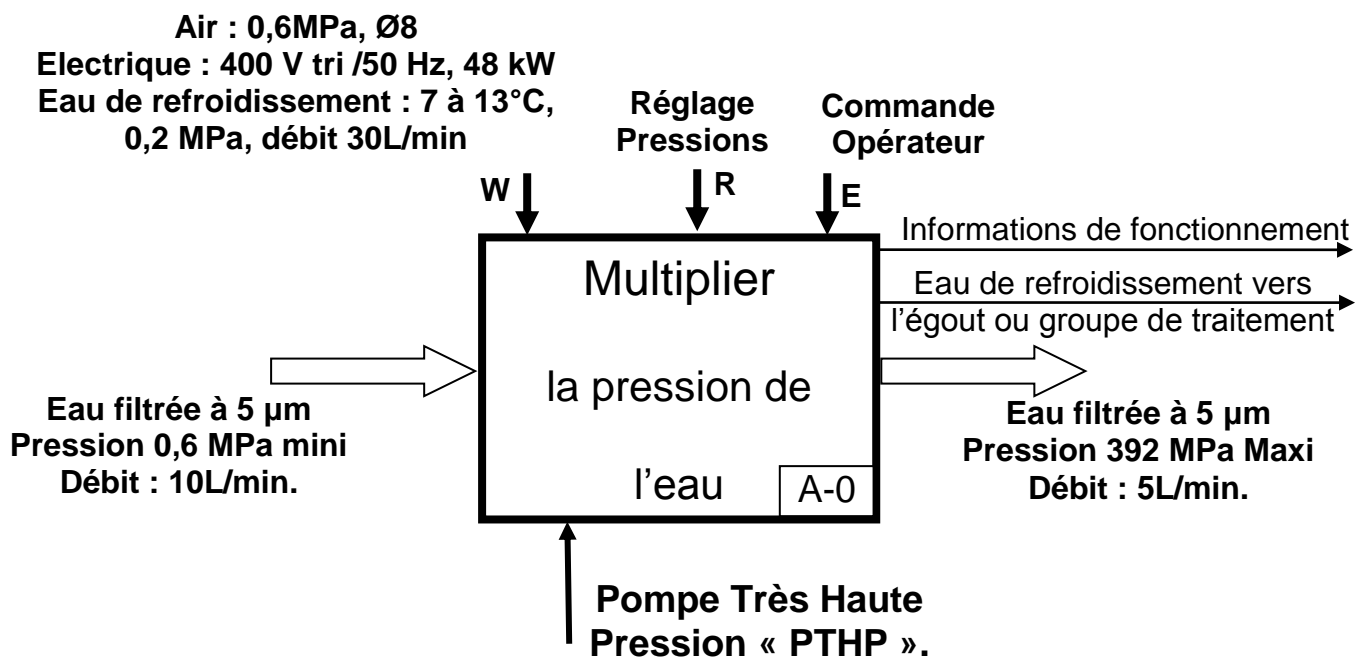 Air : 0,6MPa, Ø8
Electrique : 400 V tri /50 Hz, 48 kW
Eau de refroidissement : 7 à 13°C,
0,2 MPa, débit 30L/min
Réglage
Pressions
Commande
Opérateur
W
R
E
Informations de fonctionnement
Eau de refroidissement vers
l’égout ou groupe de traitement
Multiplier
la pression de
l’eau
A-0
Eau filtrée à 5 µm
Pression 0,6 MPa mini
Débit : 10L/min.
Eau filtrée à 5 µm
Pression 392 MPa Maxi
Débit : 5L/min.
Pompe Très Haute
Pression « PTHP ».